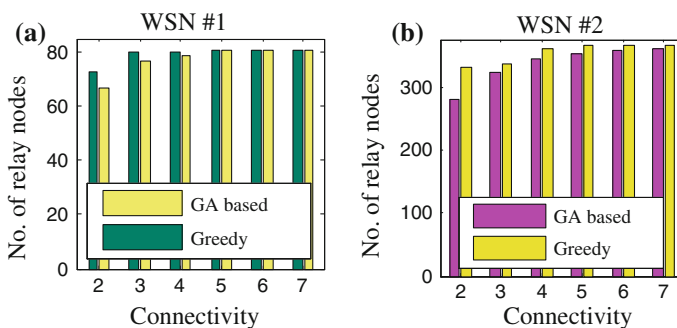 (a)
WSN #1
No. of relay nodes
80
60
40
20
0
GA based
Greedy
2 3 4 5 6 7
Connectivity
(b)
WSN #2
No. of relay nodes
300
200
100
0
GA based
Greedy
2 3 4 5 6 7
Connectivity